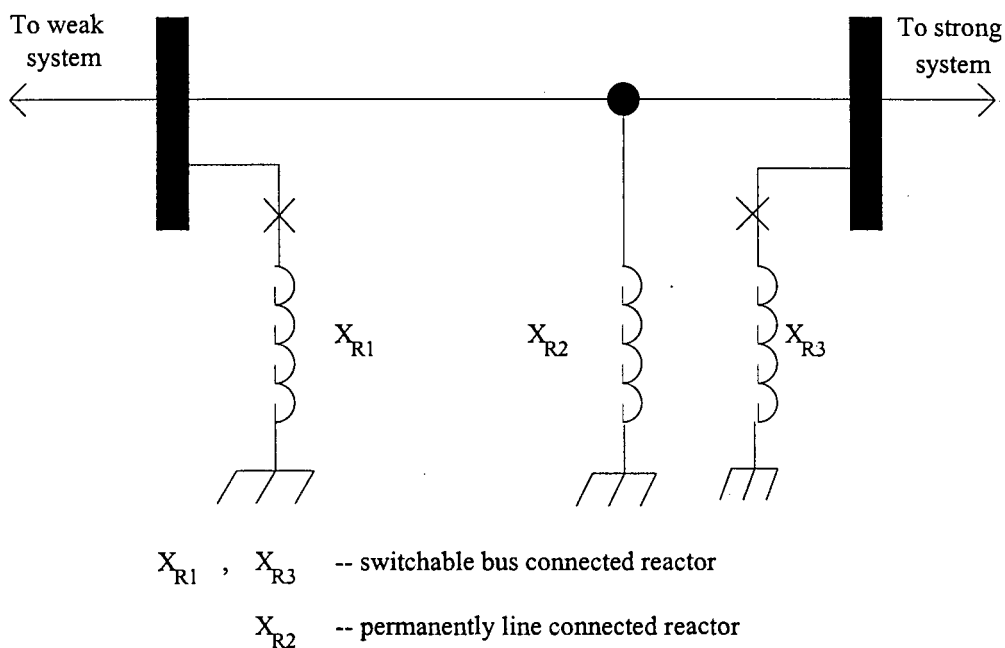 To weak
system
To strong
system
X_R1
X_R2
X_R3
X_R1 , X_R3 -- switchable bus connected reactor
X_R2 -- permanently line connected reactor